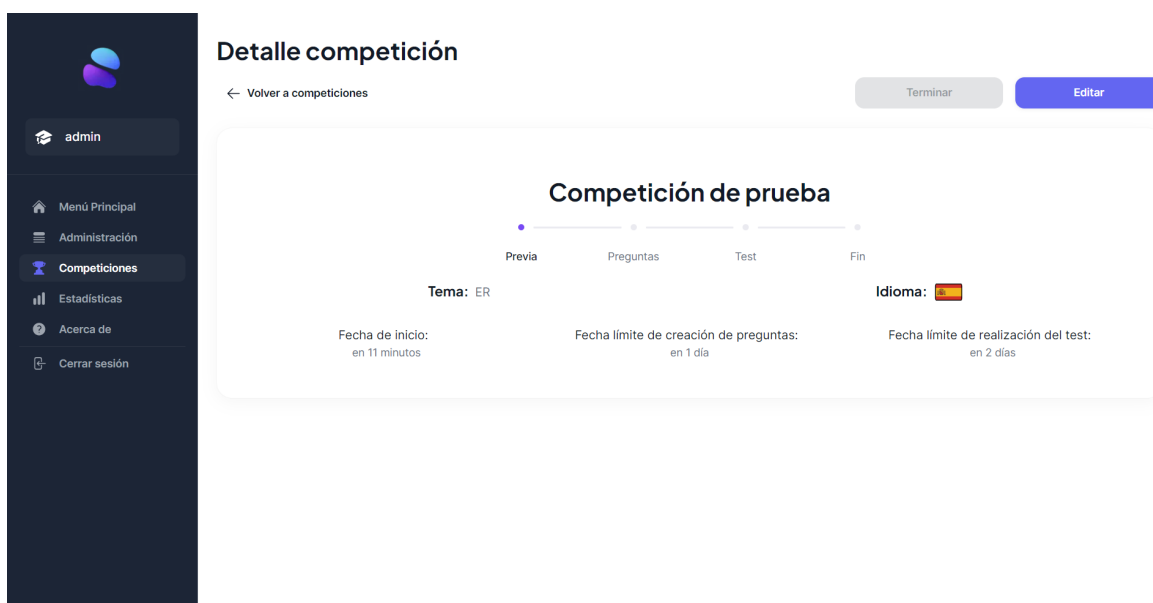 Detalle competición
Volver a competiciones
Terminar
Editar
admin
Menú Principal
Administración
Competiciones
Estadísticas
Acerca de
Cerrar sesión
Competición de prueba
Previa Preguntas Test Fin
Tema: ER
Idioma:
Fecha de inicio:
en 11 minutos
Fecha límite de creación de preguntas:
en 1 día
Fecha límite de realización del test:
en 2 días